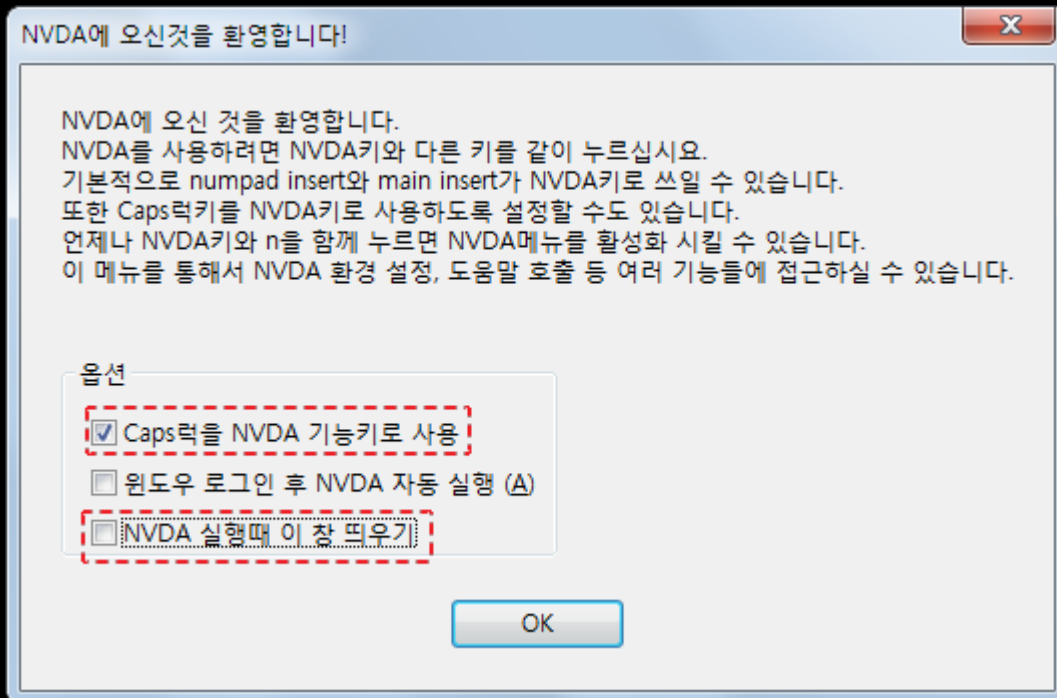 NVDA에 오신것을 환영합니다!
NVDA에 오신 것을 환영합니다.
NVDA를 사용하려면 NVDA키와 다른 키를 같이 누르십시요.
기본적으로 numpad insert와 main insert가 NVDA키로 쓰일 수 있습니다.
또한 Caps럭키를 NVDA키로 사용하도록 설정할 수도 있습니다.
언제나 NVDA키와 n을 함께 누르면 NVDA메뉴를 활성화 시킬 수 있습니다.
이 메뉴를 통해서 NVDA 환경 설정, 도움말 호출 등 여러 기능들에 접근하실 수 있습니다.
옵션
Caps럭을 NVDA 기능키로 사용
윈도우 로그인 후 NVDA 자동 실행 (A)
NVDA 실행때 이 창 띄우기
OK